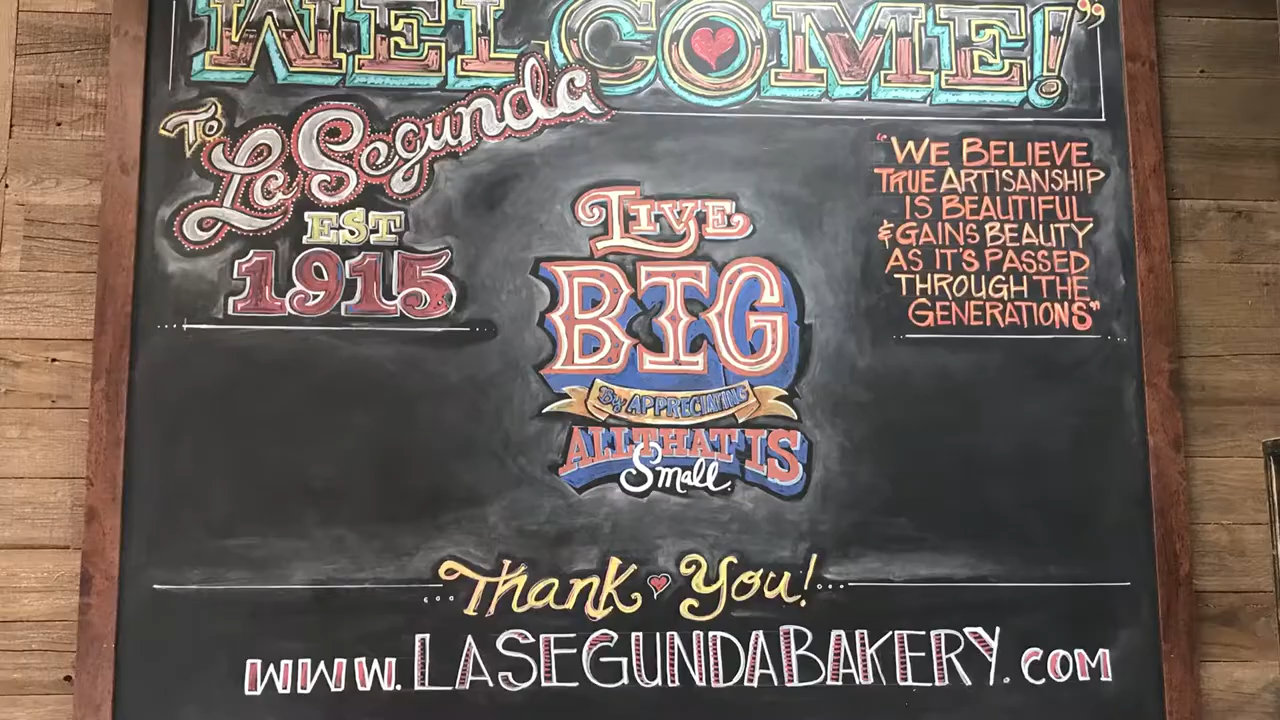 WELCOME!"
TO
La Segunda
EST
1915
LIVE
BIG
By APPRECIATING
ALL THAT IS
Small.
"WE BELIEVE
TRUE ARTISANSHIP
IS BEAUTIFUL
& GAINS BEAUTY
AS IT'S PASSED
THROUGH THE
GENERATIONS"
Thank You!
WWW.LASEGUNDABAKERY.COM